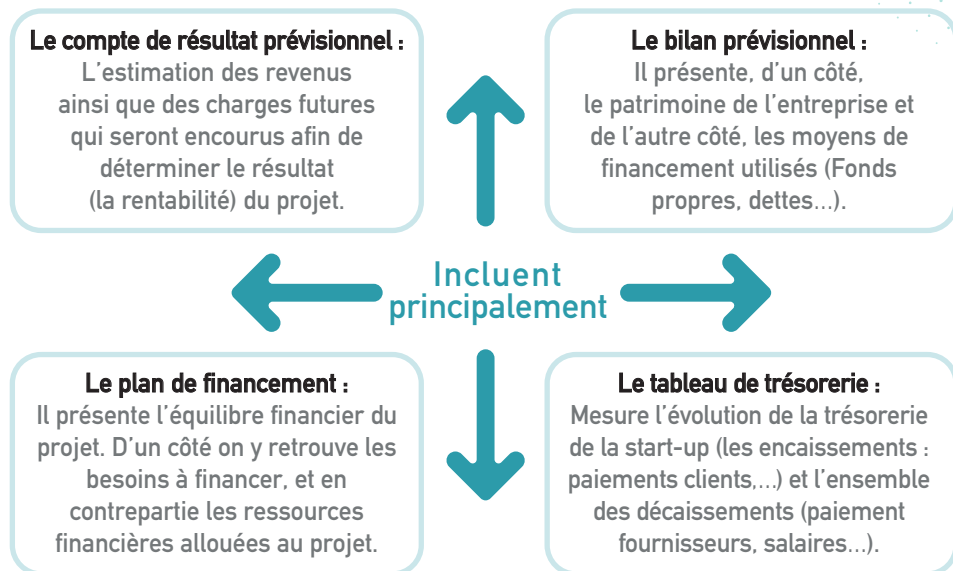 Le compte de résultat prévisionnel :
L'estimation des revenus
ainsi que des charges futures
qui seront encourus afin de
déterminer le résultat
(la rentabilité) du projet.
Le bilan prévisionnel :
Il présente, d'un côté,
le patrimoine de l'entreprise et
de l'autre côté, les moyens de
financement utilisés (Fonds
propres, dettes...).
Incluent
principalement
Le plan de financement :
Il présente l'équilibre financier du
projet. D'un côté on y retrouve les
besoins à financer, et en
contrepartie les ressources
financières allouées au projet.
Le tableau de trésorerie :
Mesure l'évolution de la trésorerie
de la start-up (les encaissements :
paiements clients,...) et l'ensemble
des décaissements (paiement
fournisseurs, salaires...).